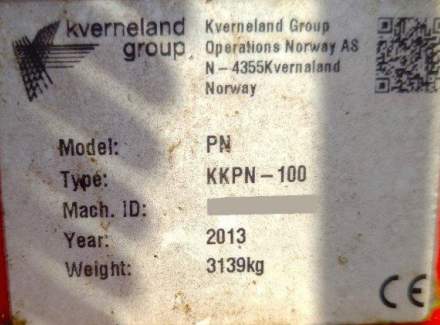 kverneland
group
Kverneland Group
Operations Norway AS
N – 4355Kvernaland
Norway
Model: PN
Type: KKPN – 100
Mach. ID:
Year: 2013
Weight: 3139kg
CE